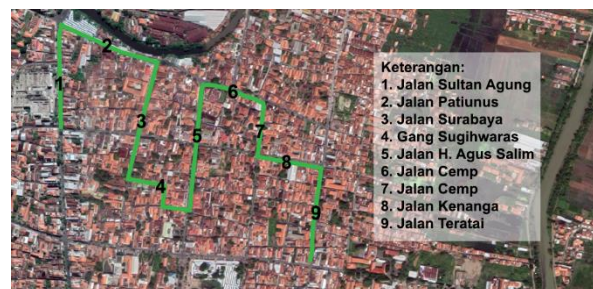 1
2
3
4
5
6
7
8
9
Keterangan:
1. Jalan Sultan Agung
2. Jalan Patiunus
3. Jalan Surabaya
4. Gang Sugihwaras
5. Jalan H. Agus Salim
6. Jalan Cemp
7. Jalan Cemp
8. Jalan Kenanga
9. Jalan Teratai